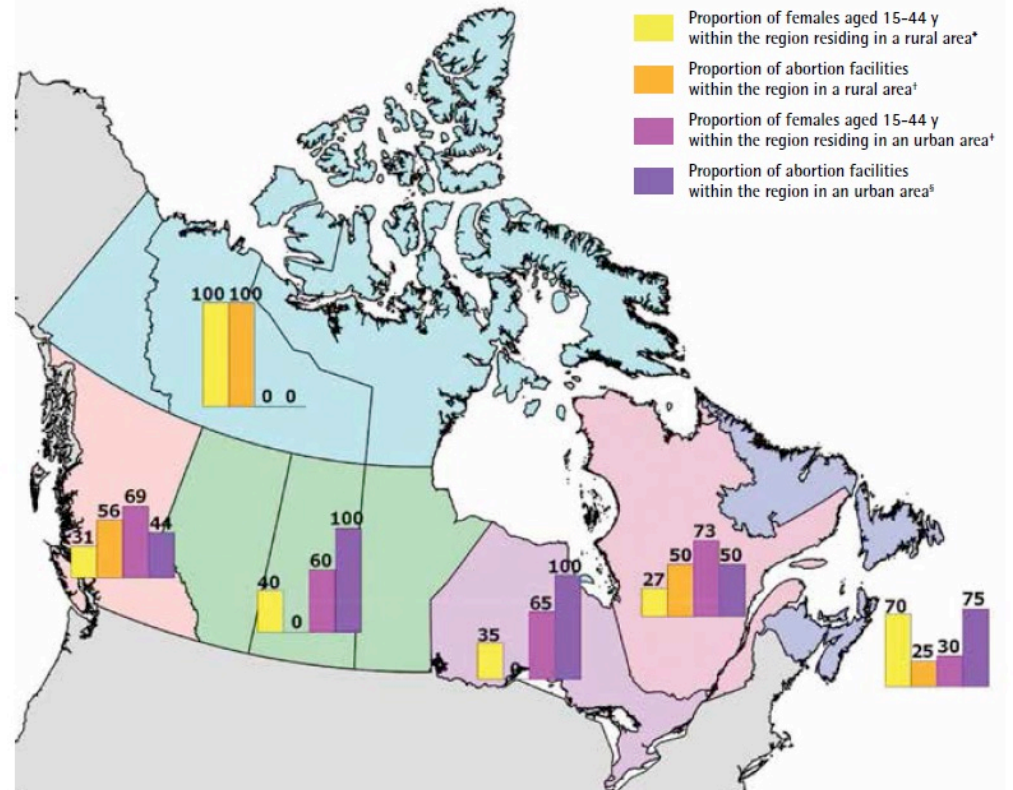 Proportion of females aged 15-44 y
within the region residing in a rural area*
Proportion of abortion facilities
within the region in a rural area†
Proportion of females aged 15-44 y
within the region residing in an urban area†
Proportion of abortion facilities
within the region in an urban area§
100 100
0 0
31 56 69 44
40 0 60 100
35 0 65 100
27 50 73 50
70 25 30 75